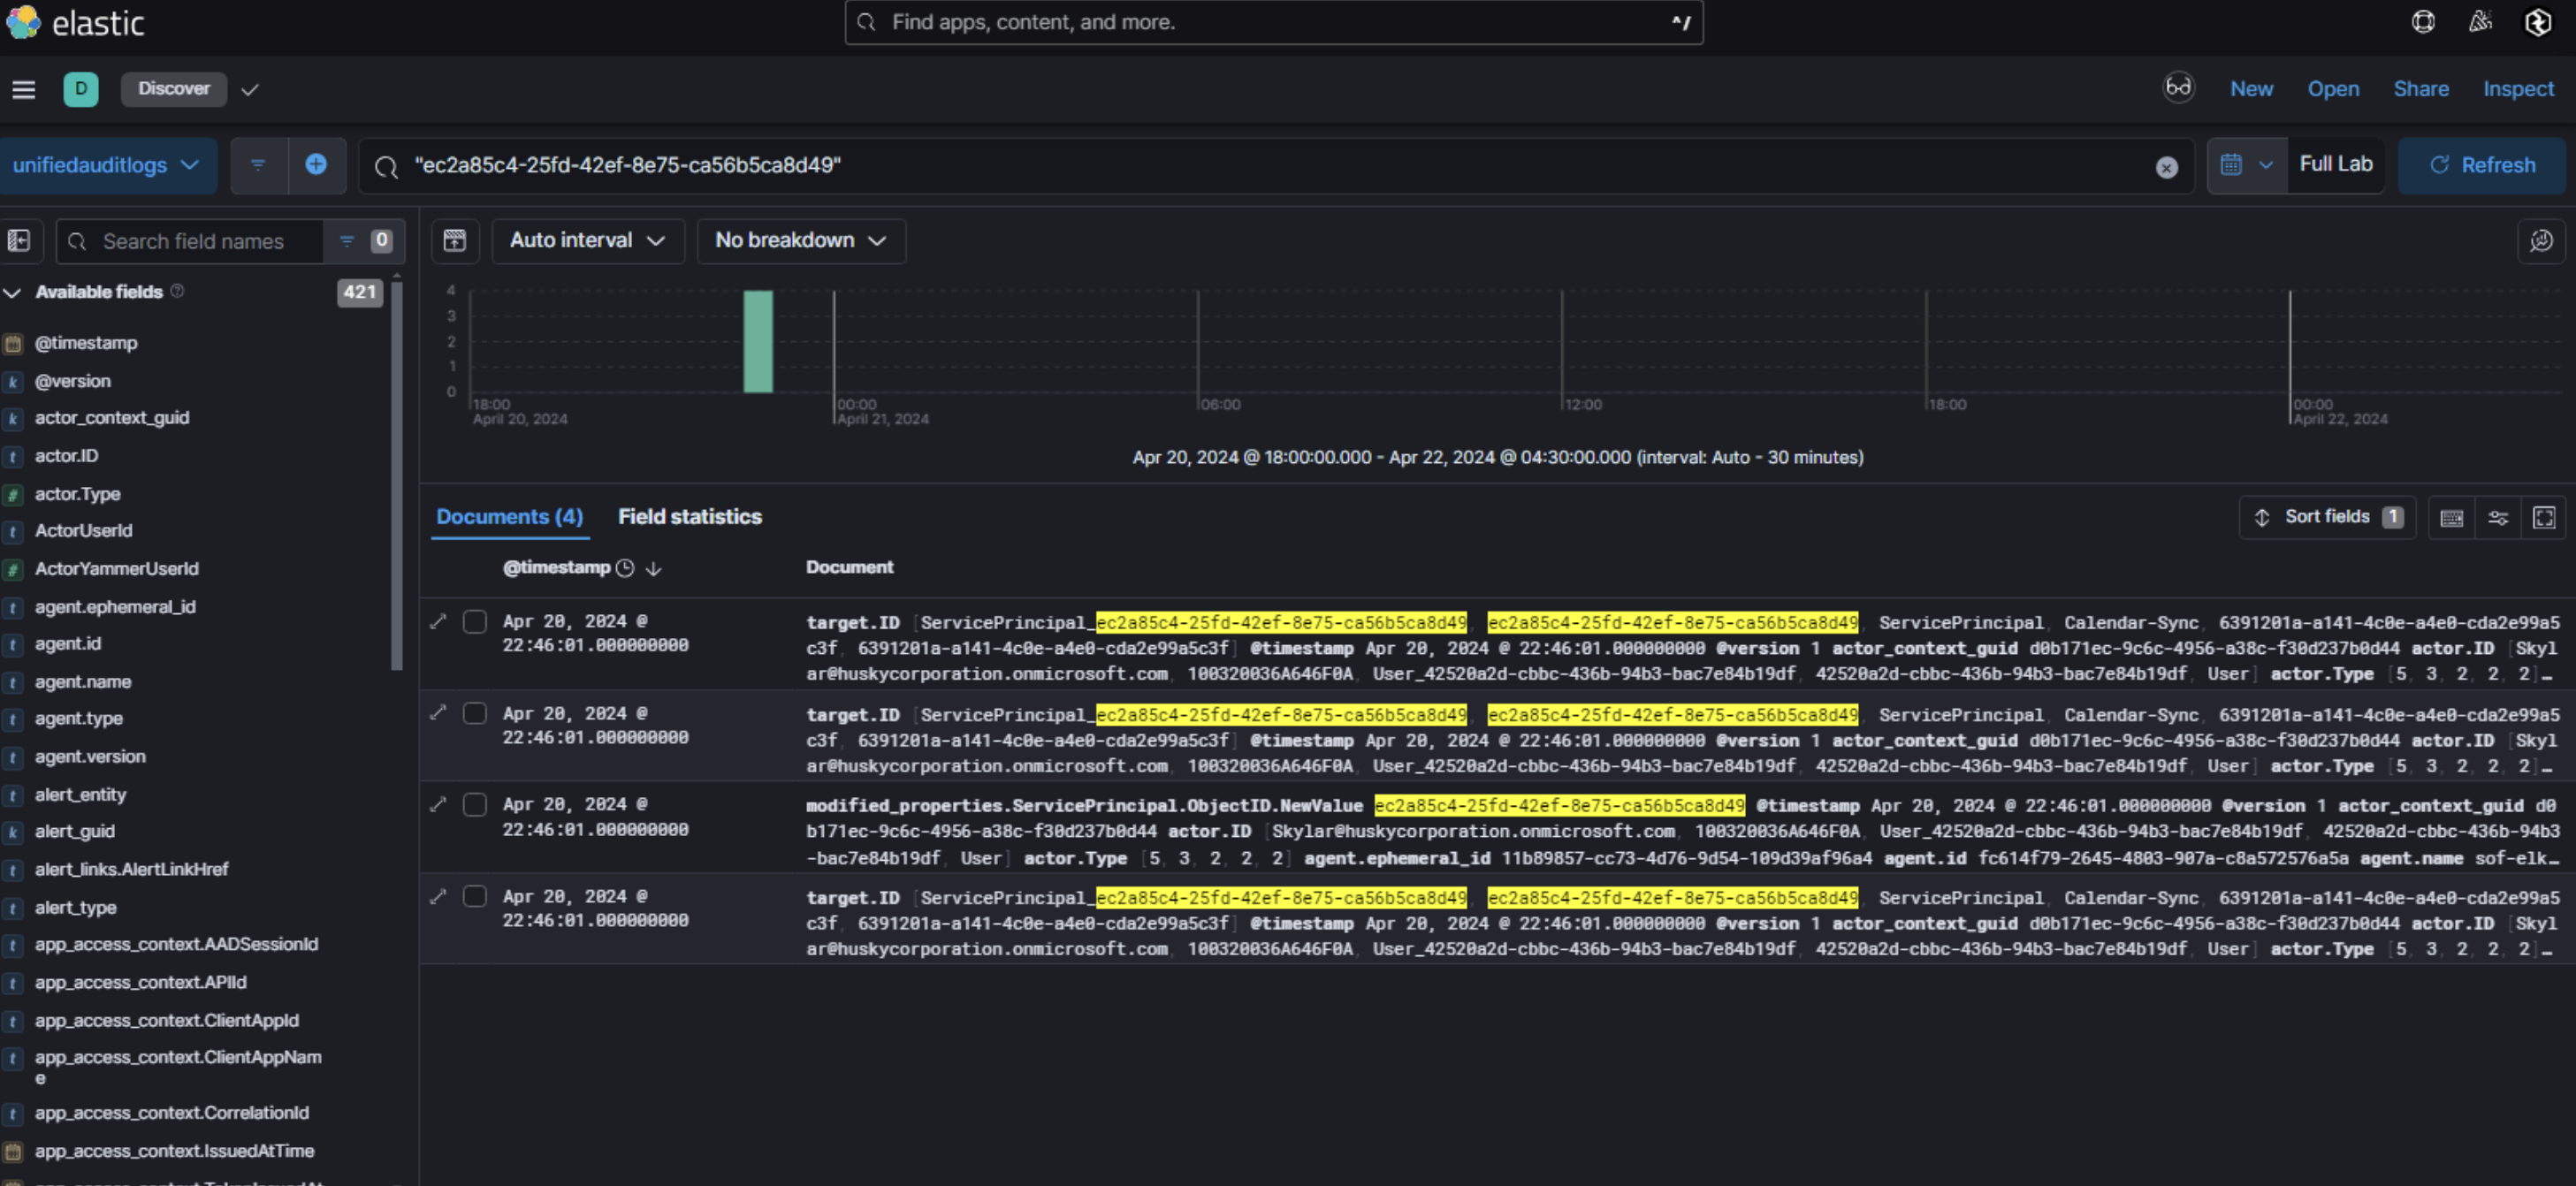 elastic
Find apps, content, and more.
^/
D
Discover
New
Open
Share
Inspect
unifiedauditlogs
"ec2a85c4-25fd-42ef-8e75-ca56b5ca8d49"
Full Lab
Refresh
Search field names
0
Auto interval
No breakdown
Available fields
421
@timestamp
@version
actor_context_guid
actor.ID
actor.Type
ActorUserId
ActorYammerUserId
agent.ephemeral_id
agent.id
agent.name
agent.type
agent.version
alert_entity
alert_guid
alert_links.AlertLinkHref
alert_type
app_access_context.AADSessionId
app_access_context.APIId
app_access_context.ClientAppId
app_access_context.ClientAppNam
e
app_access_context.CorrelationId
app_access_context.IssuedAtTime
4
3
2
1
0
18:00
April 20, 2024
00:00
April 21, 2024
06:00
12:00
18:00
00:00
April 22, 2024
Apr 20, 2024 @ 18:00:00.000 - Apr 22, 2024 @ 04:30:00.000 (interval: Auto - 30 minutes)
Documents (4)
Field statistics
Sort fields 1
@timestamp
Document
Apr 20, 2024 @
22:46:01.000000000
target.ID [ServicePrincipal_ec2a85c4-25fd-42ef-8e75-ca56b5ca8d49, ec2a85c4-25fd-42ef-8e75-ca56b5ca8d49, ServicePrincipal, Calendar-Sync, 6391201a-a141-4c0e-a4e0-cda2e99a5
c3f, 6391201a-a141-4c0e-a4e0-cda2e99a5c3f] @timestamp Apr 20, 2024 @ 22:46:01.000000000 @version 1 actor_context_guid d0b171ec-9c6c-4956-a38c-f30d237b0d44 actor.ID [Skyl
ar@huskycorporation.onmicrosoft.com, 100320036A646F0A, User_42520a2d-cbbc-436b-94b3-bac7e84b19df, 42520a2d-cbbc-436b-94b3-bac7e84b19df, User] actor.Type [5, 3, 2, 2, 2]…
Apr 20, 2024 @
22:46:01.000000000
target.ID [ServicePrincipal_ec2a85c4-25fd-42ef-8e75-ca56b5ca8d49, ec2a85c4-25fd-42ef-8e75-ca56b5ca8d49, ServicePrincipal, Calendar-Sync, 6391201a-a141-4c0e-a4e0-cda2e99a5
c3f, 6391201a-a141-4c0e-a4e0-cda2e99a5c3f] @timestamp Apr 20, 2024 @ 22:46:01.000000000 @version 1 actor_context_guid d0b171ec-9c6c-4956-a38c-f30d237b0d44 actor.ID [Skyl
ar@huskycorporation.onmicrosoft.com, 100320036A646F0A, User_42520a2d-cbbc-436b-94b3-bac7e84b19df, 42520a2d-cbbc-436b-94b3-bac7e84b19df, User] actor.Type [5, 3, 2, 2, 2]…
Apr 20, 2024 @
22:46:01.000000000
modified_properties.ServicePrincipal.ObjectID.NewValue ec2a85c4-25fd-42ef-8e75-ca56b5ca8d49 @timestamp Apr 20, 2024 @ 22:46:01.000000000 @version 1 actor_context_guid d0
b171ec-9c6c-4956-a38c-f30d237b0d44 actor.ID [Skylar@huskycorporation.onmicrosoft.com, 100320036A646F0A, User_42520a2d-cbbc-436b-94b3-bac7e84b19df, 42520a2d-cbbc-436b-94b3
-bac7e84b19df, User] actor.Type [5, 3, 2, 2, 2] agent.ephemeral_id 11b89857-cc73-4d76-9d54-109d39af96a4 agent.id fc614f79-2645-4803-907a-c8a572576a5a agent.name sof-elk…
Apr 20, 2024 @
22:46:01.000000000
target.ID [ServicePrincipal_ec2a85c4-25fd-42ef-8e75-ca56b5ca8d49, ec2a85c4-25fd-42ef-8e75-ca56b5ca8d49, ServicePrincipal, Calendar-Sync, 6391201a-a141-4c0e-a4e0-cda2e99a5
c3f, 6391201a-a141-4c0e-a4e0-cda2e99a5c3f] @timestamp Apr 20, 2024 @ 22:46:01.000000000 @version 1 actor_context_guid d0b171ec-9c6c-4956-a38c-f30d237b0d44 actor.ID [Skyl
ar@huskycorporation.onmicrosoft.com, 100320036A646F0A, User_42520a2d-cbbc-436b-94b3-bac7e84b19df, 42520a2d-cbbc-436b-94b3-bac7e84b19df, User] actor.Type [5, 3, 2, 2, 2]…